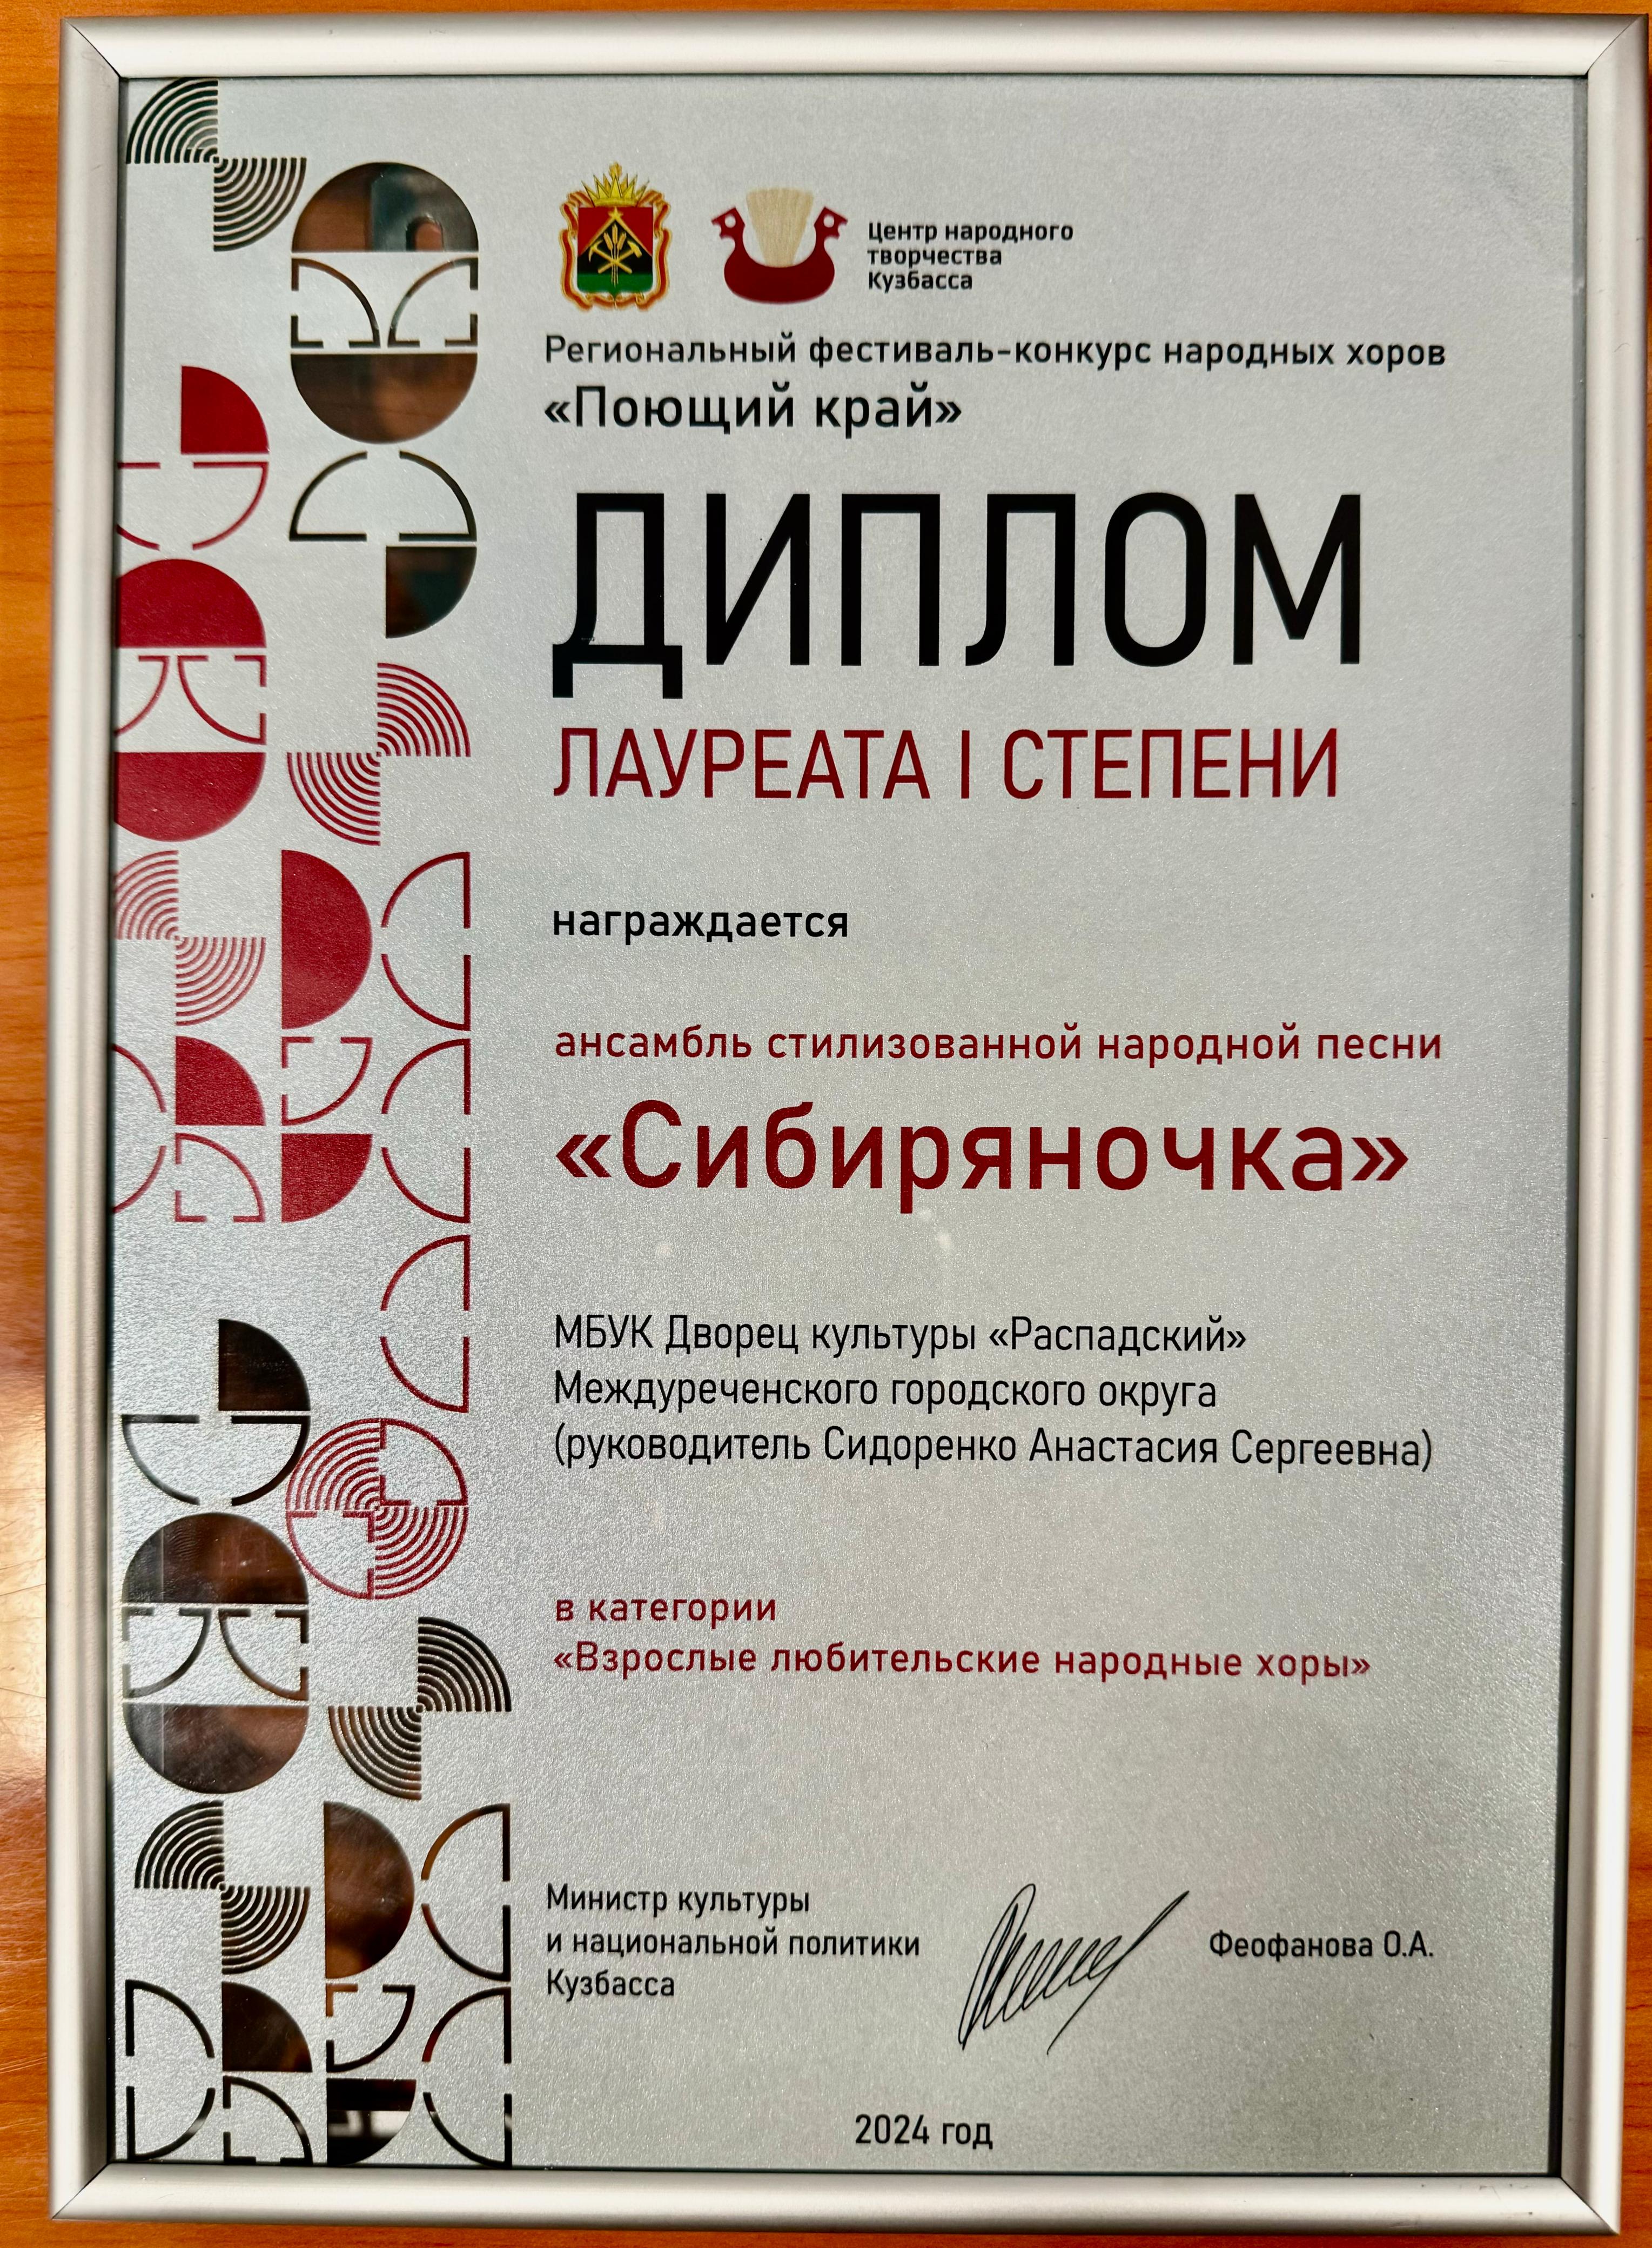 Центр народного
творчества
Кузбасса
Региональный фестиваль-конкурс народных хоров
«Поющий край»
ДИПЛОМ
ЛАУРЕАТА I СТЕПЕНИ
награждается
ансамбль стилизованной народной песни
«Сибиряночка»
МБУК Дворец культуры «Распадский»
Междуреченского городского округа
(руководитель Сидоренко Анастасия Сергеевна)
в категории
«Взрослые любительские народные хоры»
Министр культуры
и национальной политики
Кузбасса
Феофанова О.А.
2024 год